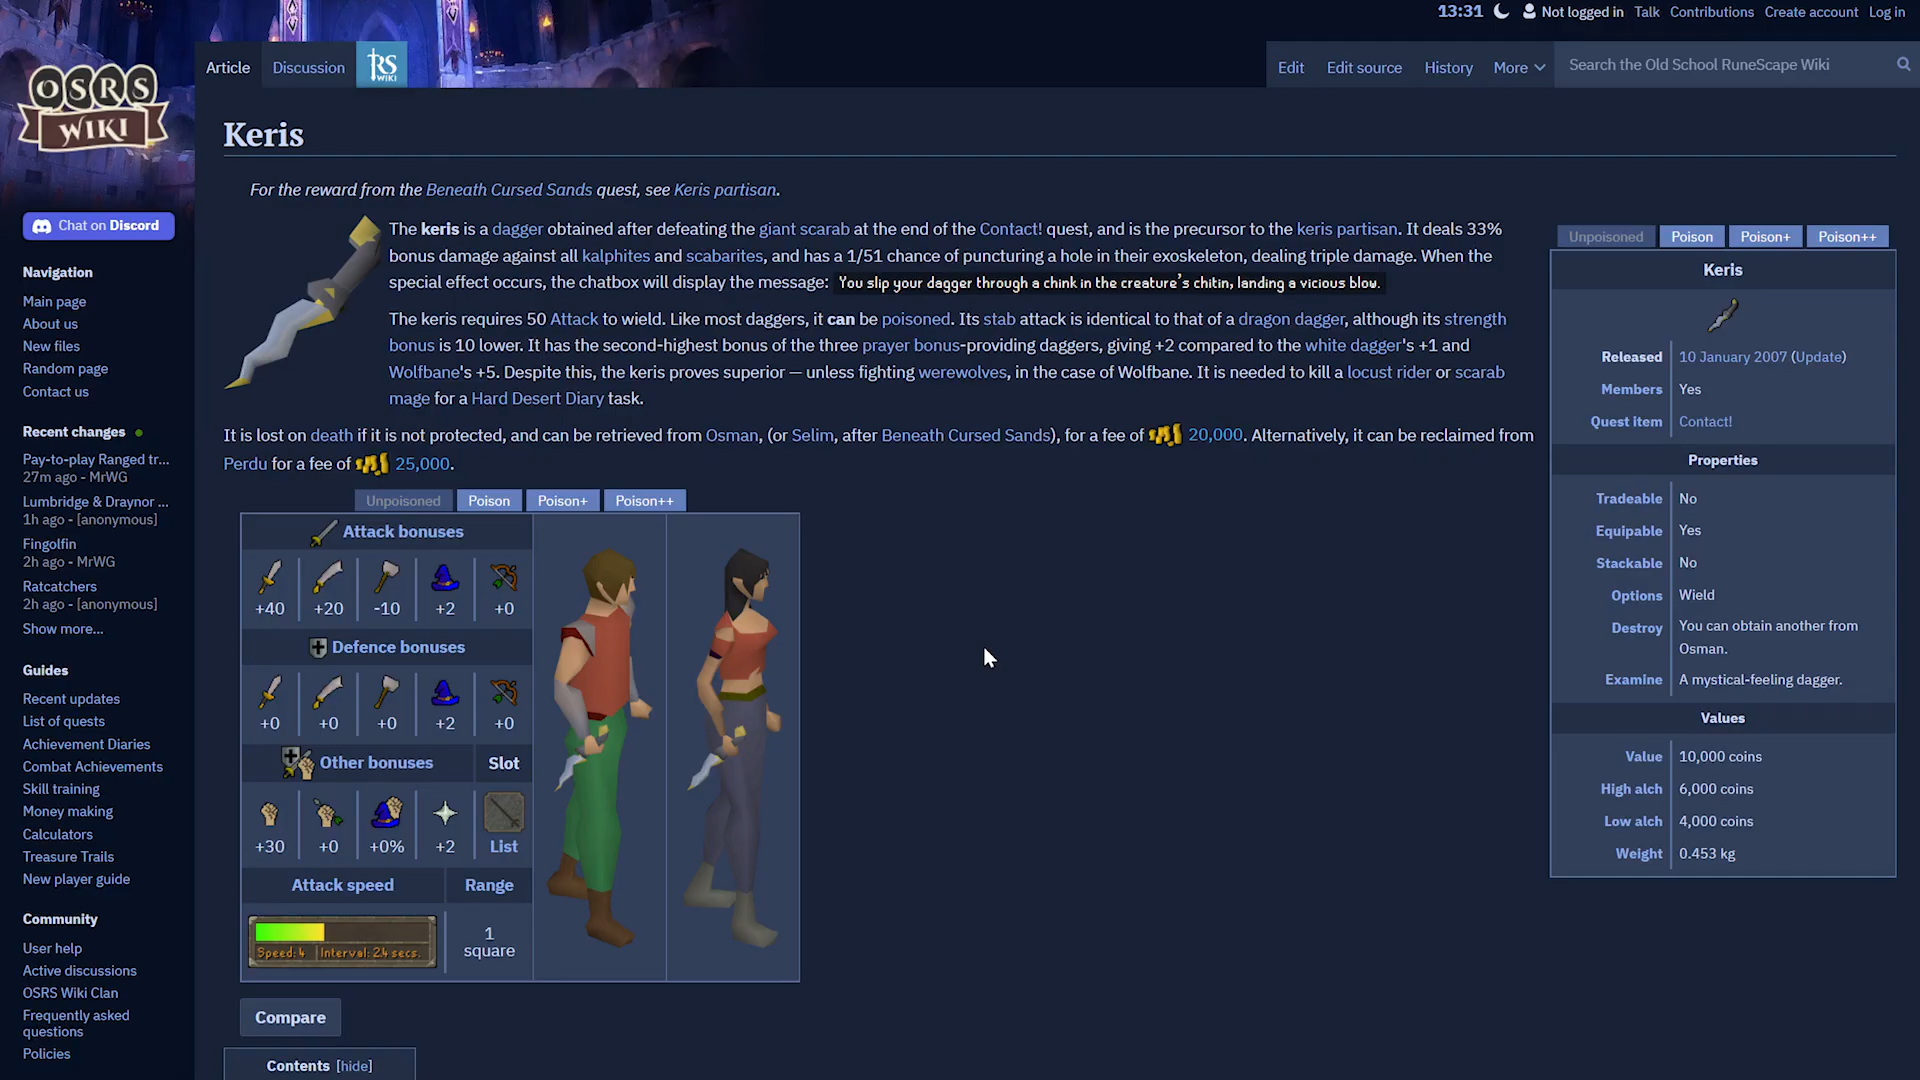 13:31 Not logged in Talk Contributions Create account Log in
OSRS
WIKI
Article Discussion RS WIKI
Edit Edit source History More Search the Old School RuneScape Wiki
Chat on Discord
Navigation
Main page
About us
New files
Random page
Contact us
Recent changes
Pay-to-play Ranged tr...
27m ago - MrWG
Lumbridge & Draynor ...
1h ago - [anonymous]
Fingolfin
2h ago - MrWG
Ratcatchers
2h ago - [anonymous]
Show more...
Guides
Recent updates
List of quests
Achievement Diaries
Combat Achievements
Skill training
Money making
Calculators
Treasure Trails
New player guide
Community
User help
Active discussions
OSRS Wiki Clan
Frequently asked
questions
Policies
Keris
For the reward from the Beneath Cursed Sands quest, see Keris partisan.
The keris is a dagger obtained after defeating the giant scarab at the end of the Contact! quest, and is the precursor to the keris partisan. It deals 33%
bonus damage against all kalphites and scabarites, and has a 1/51 chance of puncturing a hole in their exoskeleton, dealing triple damage. When the
special effect occurs, the chatbox will display the message: You slip your dagger through a chink in the creature's chitin, landing a vicious blow.
The keris requires 50 Attack to wield. Like most daggers, it can be poisoned. Its stab attack is identical to that of a dragon dagger, although its strength
bonus is 10 lower. It has the second-highest bonus of the three prayer bonus-providing daggers, giving +2 compared to the white dagger's +1 and
Wolfbane's +5. Despite this, the keris proves superior — unless fighting werewolves, in the case of Wolfbane. It is needed to kill a locust rider or scarab
mage for a Hard Desert Diary task.
It is lost on death if it is not protected, and can be retrieved from Osman, (or Selim, after Beneath Cursed Sands), for a fee of 20,000. Alternatively, it can be reclaimed from
Perdu for a fee of 25,000.
Unpoisoned Poison Poison+ Poison++
Attack bonuses
+40 +20 -10 +2 +0
Defence bonuses
+0 +0 +0 +2 +0
Other bonuses Slot
+30 +0 +0% +2 List
Attack speed Range
Speed: 4 Interval: 2.4 secs.
1
square
Compare
Contents [hide]
Unpoisoned Poison Poison+ Poison++
Keris
Released 10 January 2007 (Update)
Members Yes
Quest item Contact!
Properties
Tradeable No
Equipable Yes
Stackable No
Options Wield
Destroy You can obtain another from
Osman.
Examine A mystical-feeling dagger.
Values
Value 10,000 coins
High alch 6,000 coins
Low alch 4,000 coins
Weight 0.453 kg